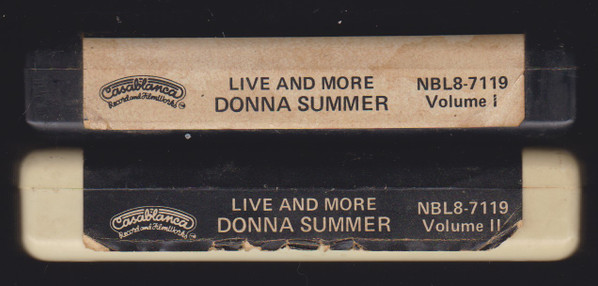 Casablanca
Record and FilmWorks
LIVE AND MORE
DONNA SUMMER
NBL8-7119
Volume I
Casablanca
Record and FilmWorks
LIVE AND MORE
DONNA SUMMER
NBL8-7119
Volume II